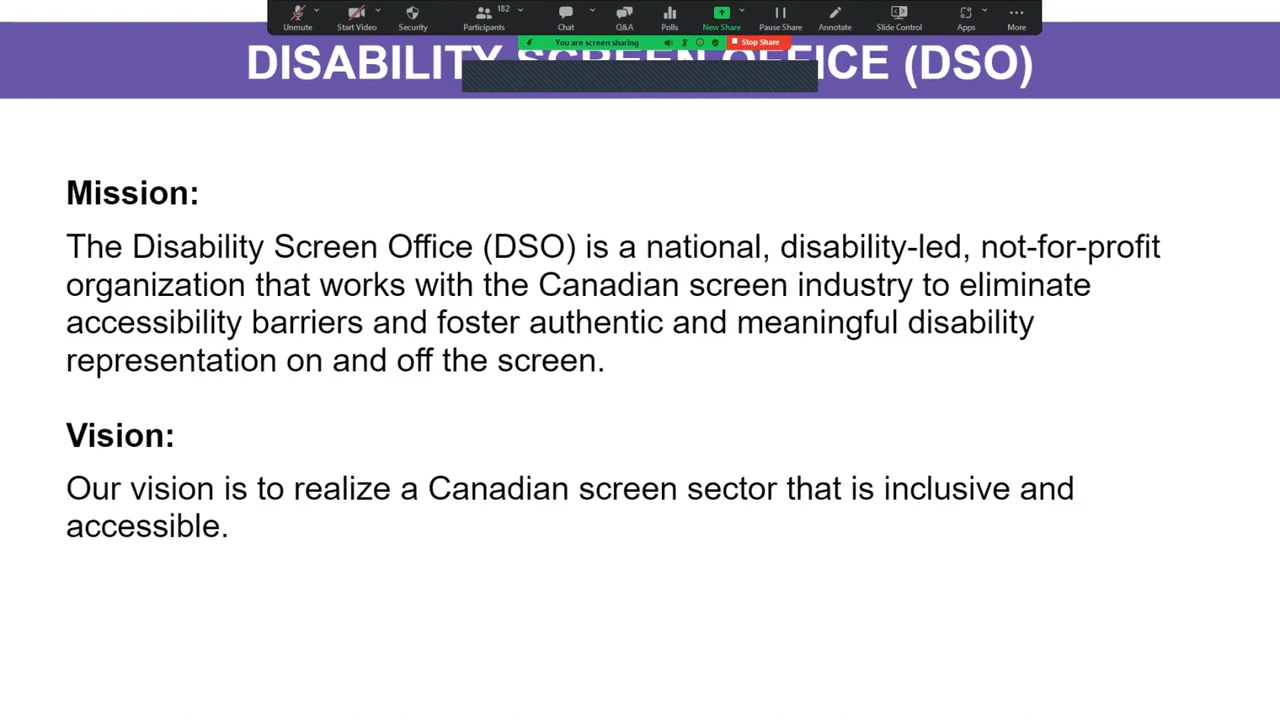 Unmute
Start Video
Security
Participants
182
Chat
Q&A
Polls
New Share
Pause Share
Annotate
Slide Control
Apps
More
You are screen sharing
Stop Share
DISABILITY SCREEN OFFICE (DSO)
Mission:
The Disability Screen Office (DSO) is a national, disability-led, not-for-profit
organization that works with the Canadian screen industry to eliminate
accessibility barriers and foster authentic and meaningful disability
representation on and off the screen.
Vision:
Our vision is to realize a Canadian screen sector that is inclusive and
accessible.